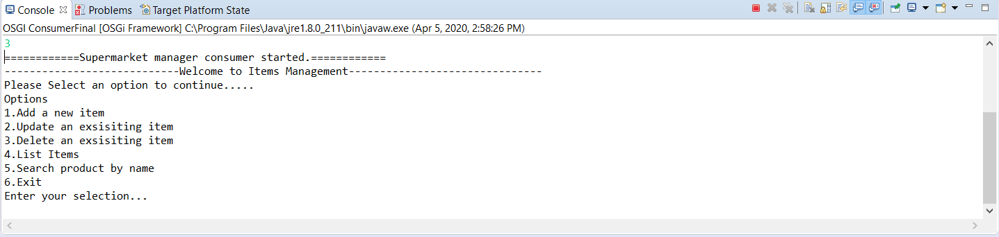 Console Problems Target Platform State
OSGI ConsumerFinal [OSGi Framework] C:\Program Files\Java\jre1.8.0_211\bin\javaw.exe (Apr 5, 2020, 2:58:26 PM)
3
============Supermarket manager consumer started.============
----------------------------Welcome to Items Management-------------------------------
Please Select an option to continue.....
Options
1.Add a new item
2.Update an exsisiting item
3.Delete an exsisiting item
4.List Items
5.Search product by name
6.Exit
Enter your selection...